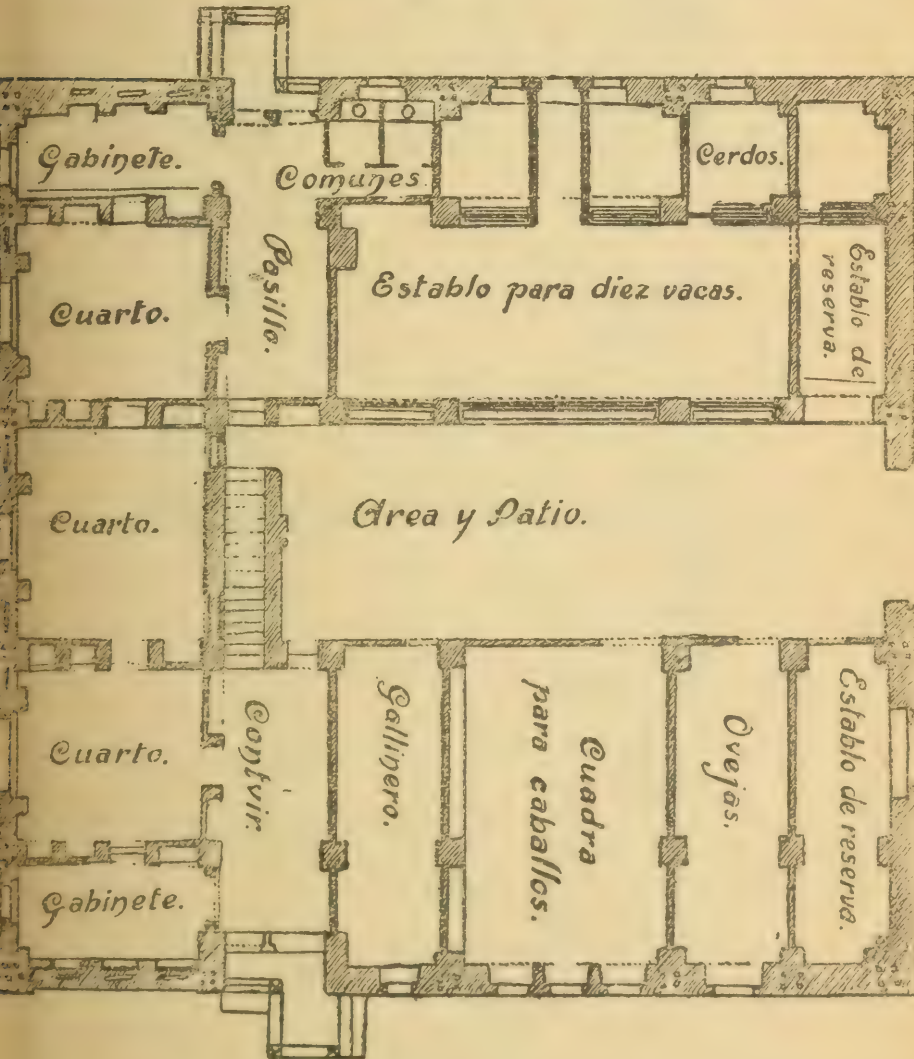 Gabinete.
Comunes
Cerdos.
Cuarto.
Pasillo.
Establo para diez vacas.
Establo de
reserva.
Cuarto.
Area y Patio.
Cuarto.
Contvir.
Gallinero.
Cuadra
para caballos.
Ovejas.
Establo de reserva.
Gabinete.